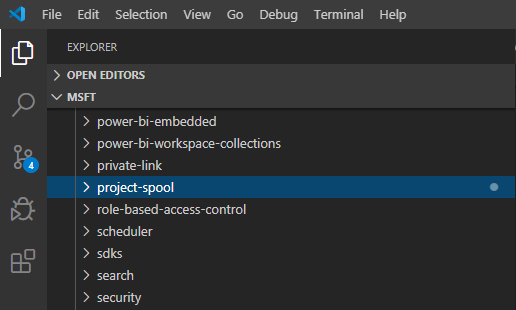 File Edit Selection View Go Debug Terminal Help
EXPLORER
OPEN EDITORS
MSFT
power-bi-embedded
power-bi-workspace-collections
private-link
project-spool
role-based-access-control
scheduler
4
sdks
search
security